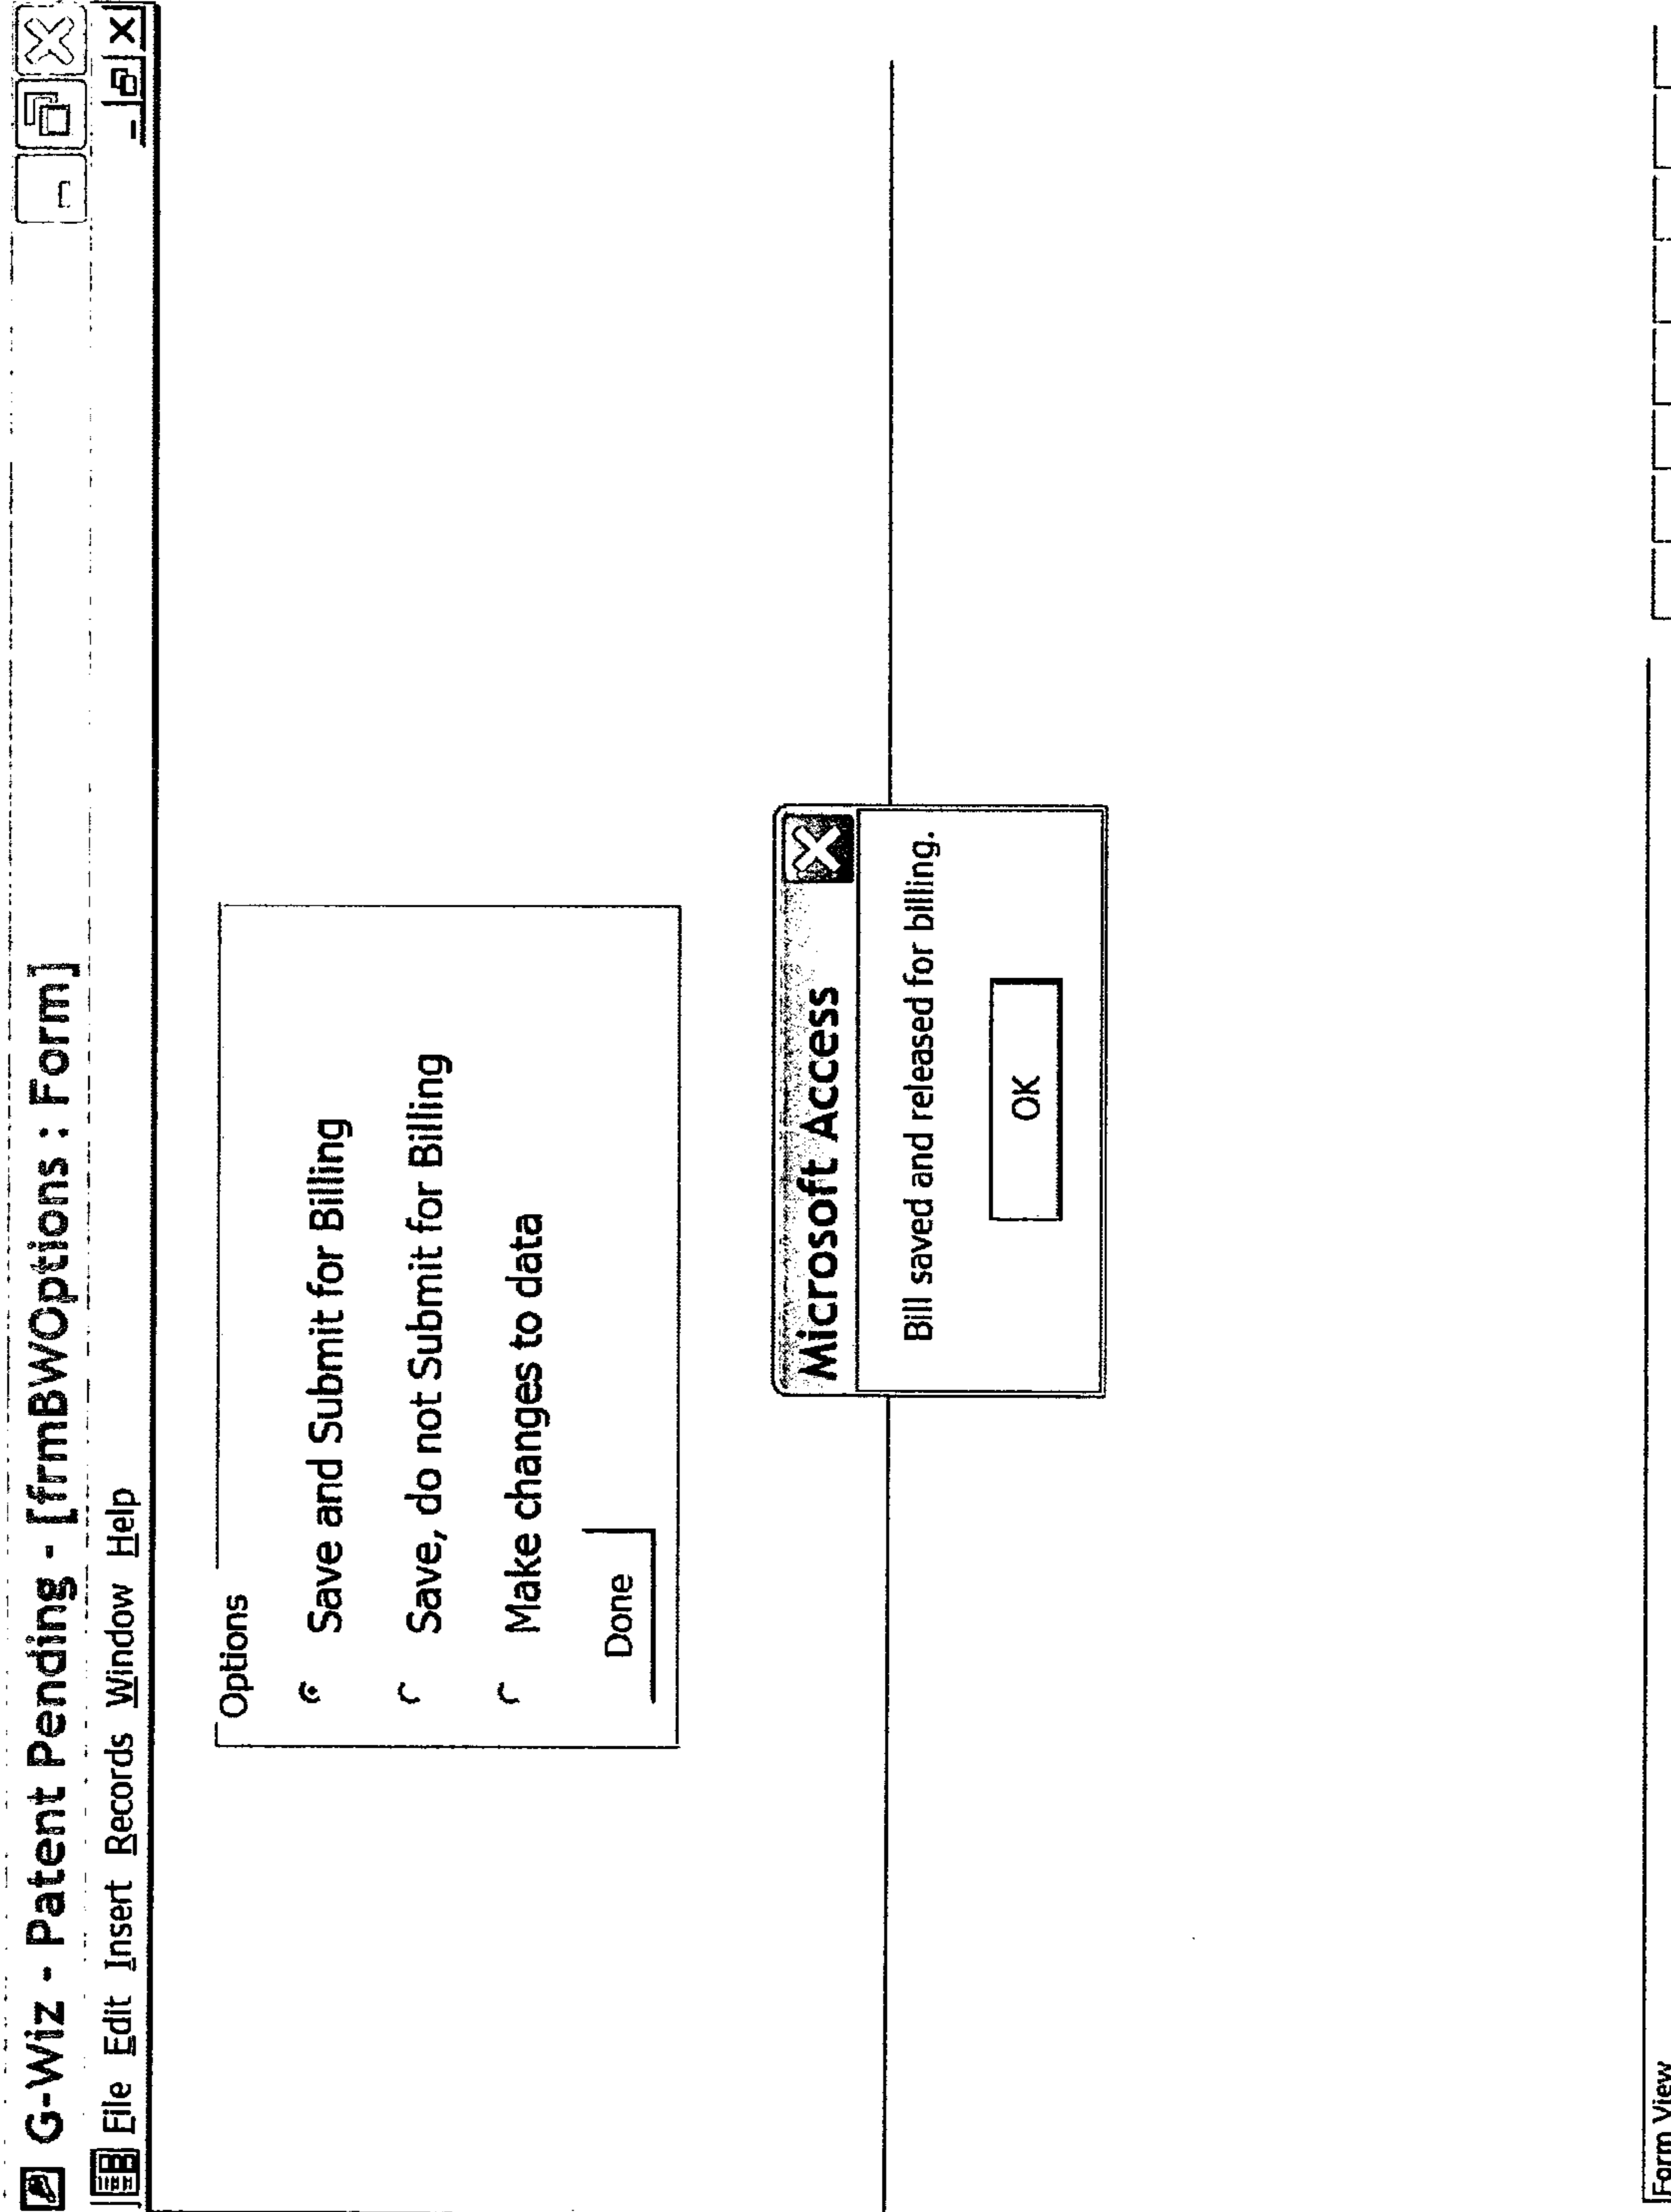 G-Wiz - Patent Pending - [frmBWOptions : Form]
File Edit Insert Records Window Help
Options
Save and Submit for Billing
Save, do not Submit for Billing
Make changes to data
Done
Microsoft Access
Bill saved and released for billing.
OK
Form View